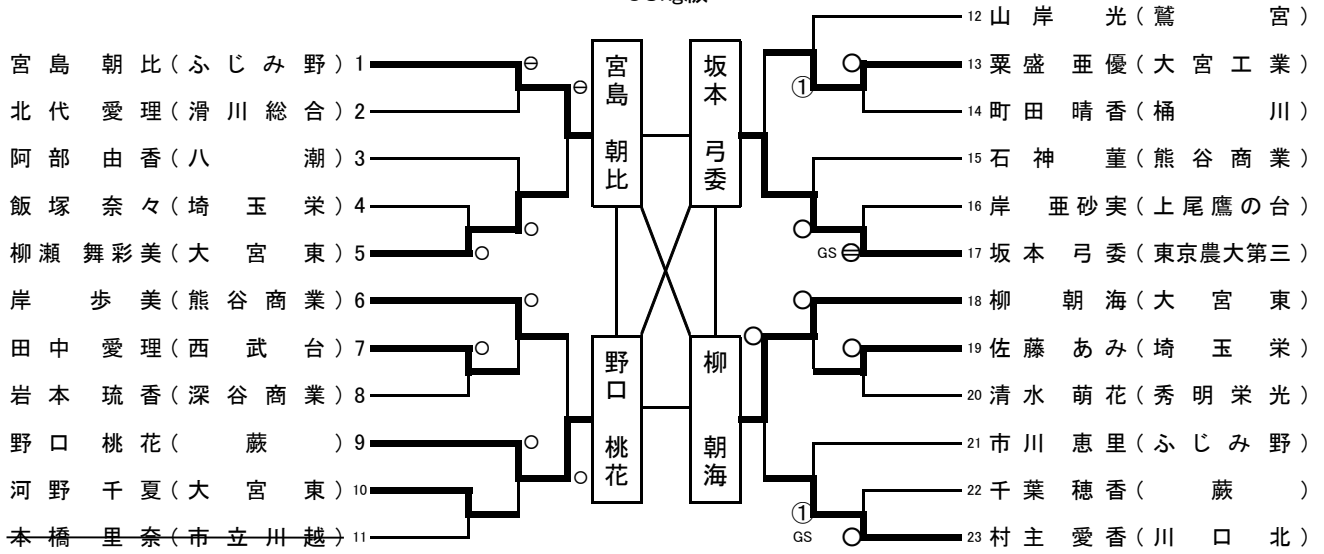 宮島 朝比(ふじみ野) 1
北代 愛理(滑川総合) 2
阿部 由香(八潮) 3
飯塚 奈々(埼玉栄) 4
柳瀬 舞彩美(大宮東) 5
岸 歩美(熊谷商業) 6
田中 愛理(西武台) 7
岩本 琉香(深谷商業) 8
野口 桃花(蕨) 9
河野 千夏(大宮東) 10
本橋 里奈(市立川越) 11
宮島 朝比
野口 桃花
坂本 弓委
柳 朝海
①
GS
①
GS
12 山岸 光(鷲宮)
13 粟盛 亜優(大宮工業)
14 町田 晴香(桶川)
15 石神 菫(熊谷商業)
16 岸 亜砂実(上尾鷹の台)
17 坂本 弓委(東京農大第三)
18 柳 朝海(大宮東)
19 佐藤 あみ(埼玉栄)
20 清水 萌花(秀明栄光)
21 市川 恵里(ふじみ野)
22 千葉 穂香(蕨)
23 村主 愛香(川口北)